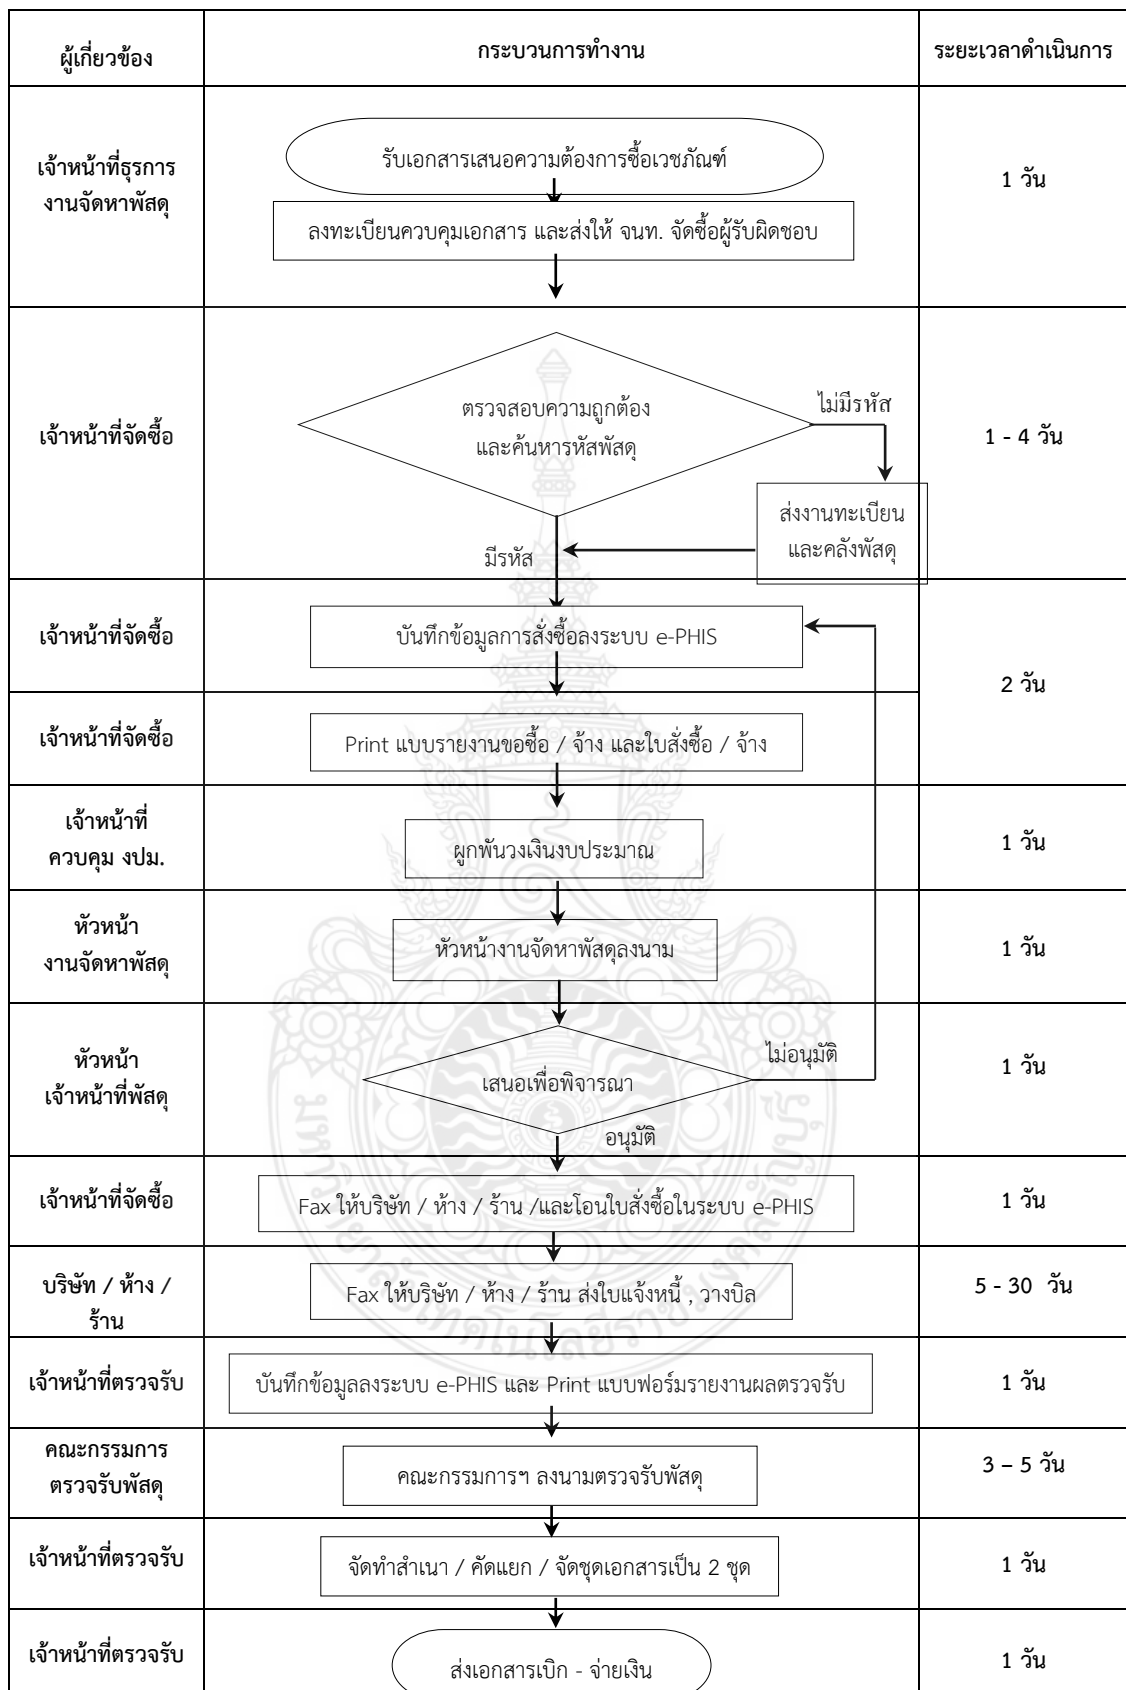 ผู้เกี่ยวข้อง
กระบวนการทำงาน
ระยะเวลาดำเนินการ
เจ้าหน้าที่ธุรการ
งานจัดหาพัสดุ
รับเอกสารเสนอความต้องการซื้อเวชภัณฑ์
ลงทะเบียนควบคุมเอกสาร และส่งให้ จนท. จัดซื้อผู้รับผิดชอบ
1 วัน
เจ้าหน้าที่จัดซื้อ
ตรวจสอบความถูกต้อง
และค้นหารหัสพัสดุ
ไม่มีรหัส
ส่งงานทะเบียน
และคลังพัสดุ
มีรหัส
1 - 4 วัน
เจ้าหน้าที่จัดซื้อ
บันทึกข้อมูลการสั่งซื้อลงระบบ e-PHIS
2 วัน
เจ้าหน้าที่จัดซื้อ
Print แบบรายงานขอซื้อ / จ้าง และใบสั่งซื้อ / จ้าง
เจ้าหน้าที่
ควบคุม งปม.
ผูกพันวงเงินงบประมาณ
1 วัน
หัวหน้า
งานจัดหาพัสดุ
หัวหน้างานจัดหาพัสดุลงนาม
1 วัน
หัวหน้า
เจ้าหน้าที่พัสดุ
เสนอเพื่อพิจารณา
ไม่อนุมัติ
อนุมัติ
1 วัน
เจ้าหน้าที่จัดซื้อ
Fax ให้บริษัท / ห้าง / ร้าน /และโอนใบสั่งซื้อในระบบ e-PHIS
1 วัน
บริษัท / ห้าง /
ร้าน
Fax ให้บริษัท / ห้าง / ร้าน ส่งใบแจ้งหนี้ , วางบิล
5 - 30 วัน
เจ้าหน้าที่ตรวจรับ
บันทึกข้อมูลลงระบบ e-PHIS และ Print แบบฟอร์มรายงานผลตรวจรับ
1 วัน
คณะกรรมการ
ตรวจรับพัสดุ
คณะกรรมการฯ ลงนามตรวจรับพัสดุ
3 – 5 วัน
เจ้าหน้าที่ตรวจรับ
จัดทำสำเนา / คัดแยก / จัดชุดเอกสารเป็น 2 ชุด
1 วัน
เจ้าหน้าที่ตรวจรับ
ส่งเอกสารเบิก - จ่ายเงิน
1 วัน
มหาวิทยาลัยเทคโนโลยีราชมงคลธัญบุรี